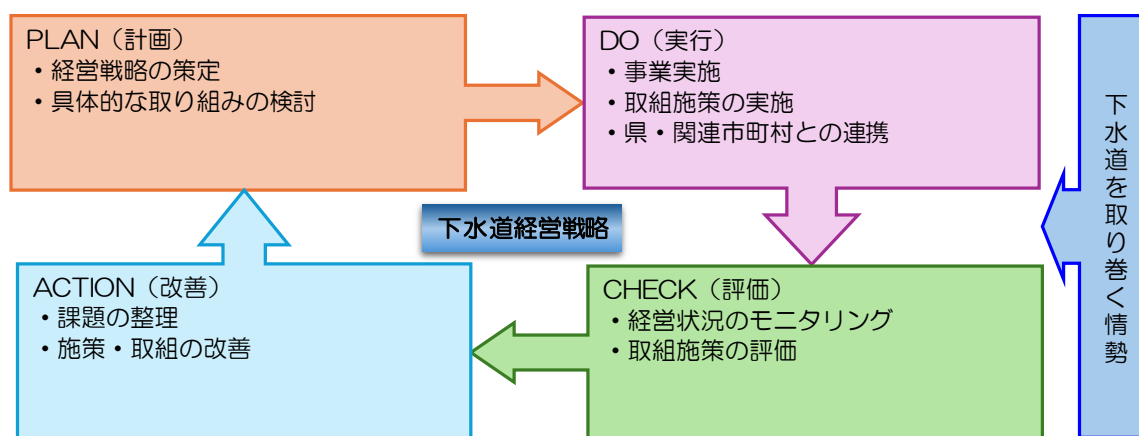 PLAN（計画）
・経営戦略の策定
・具体的な取り組みの検討
DO（実行）
・事業実施
・取組施策の実施
・県・関連市町村との連携
下水道を取り巻く情勢
下水道経営戦略
ACTION（改善）
・課題の整理
・施策・取組の改善
CHECK（評価）
・経営状況のモニタリング
・取組施策の評価